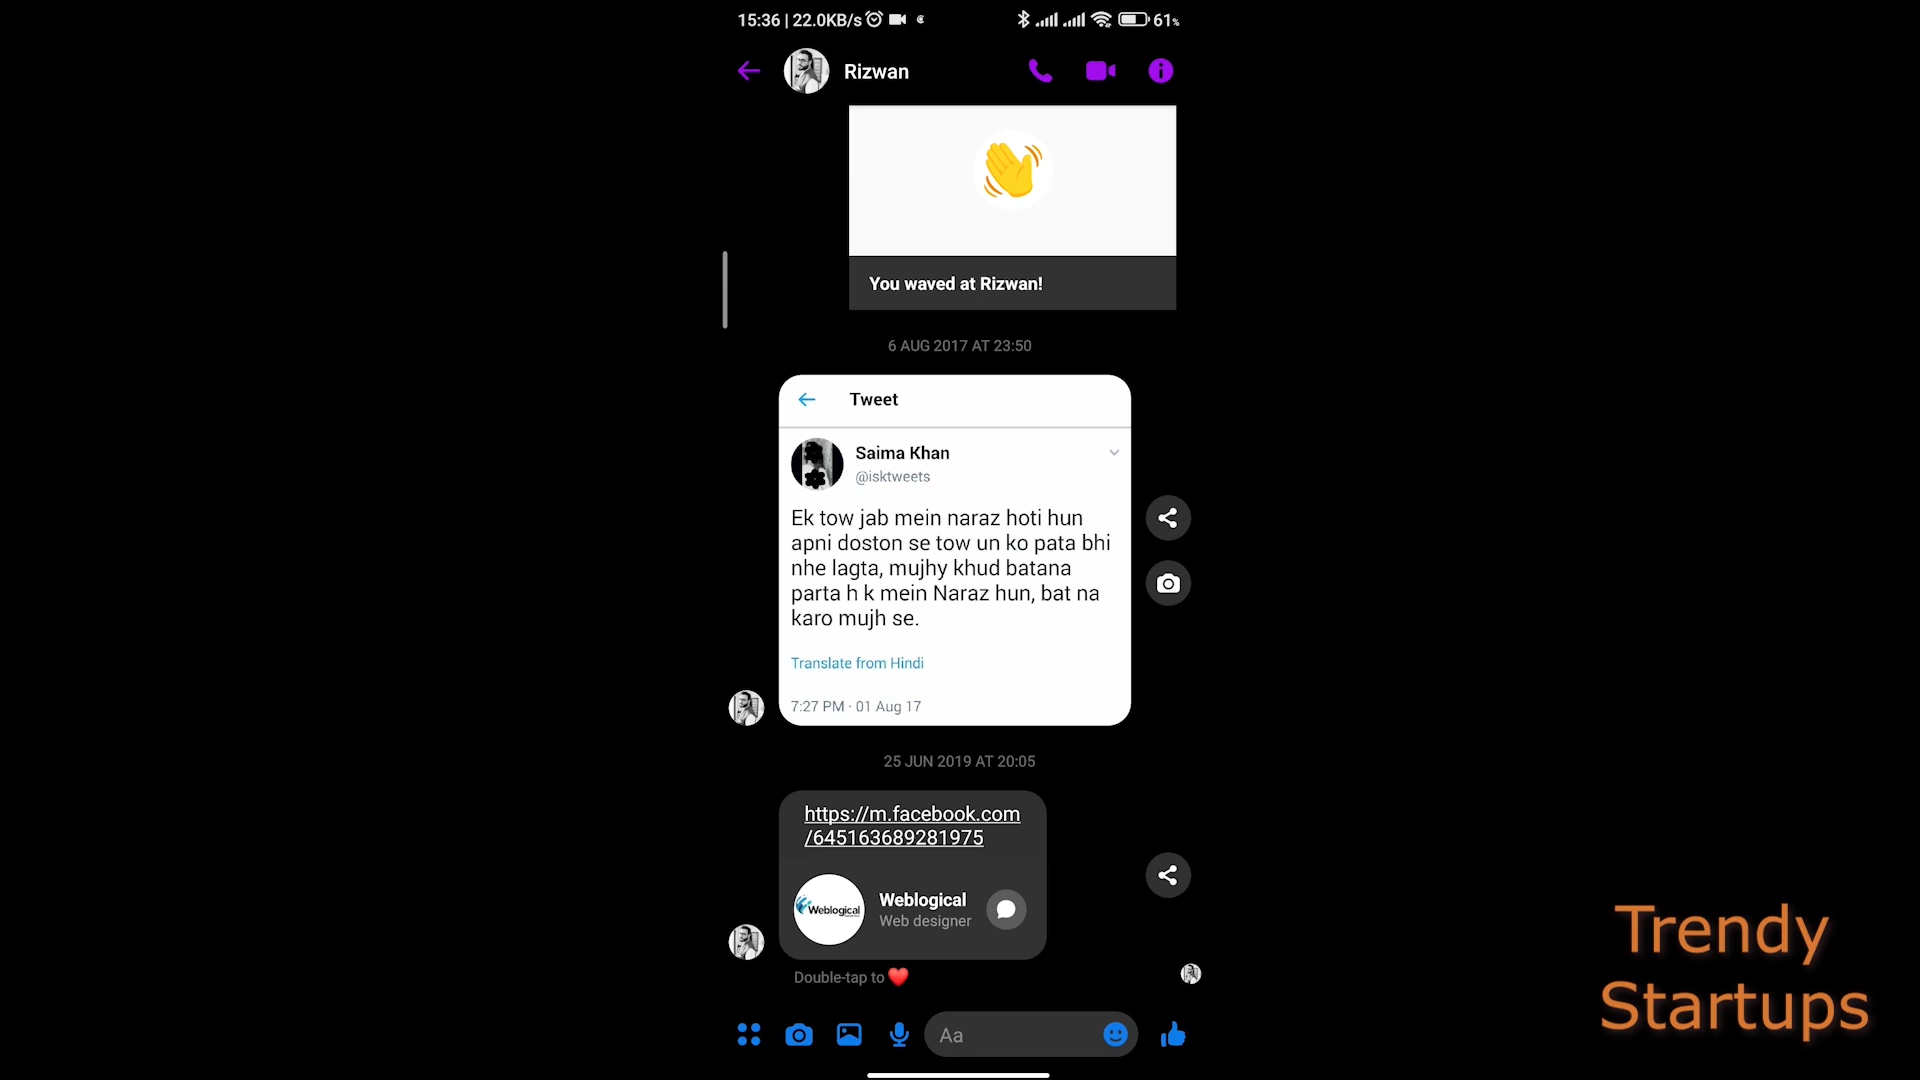 15:36 | 22.0KB/s
61%
Rizwan
You waved at Rizwan!
6 AUG 2017 AT 23:50
Tweet
Saima Khan
@isktweets
Ek tow jab mein naraz hoti hun
apni doston se tow un ko pata bhi
nhe lagta, mujhy khud batana
parta h k mein Naraz hun, bat na
karo mujh se.
Translate from Hindi
7:27 PM · 01 Aug 17
25 JUN 2019 AT 20:05
https://m.facebook.com
/645163689281975
Weblogical
Weblogical
Web designer
Double-tap to ❤️
Aa
Trendy
Startups